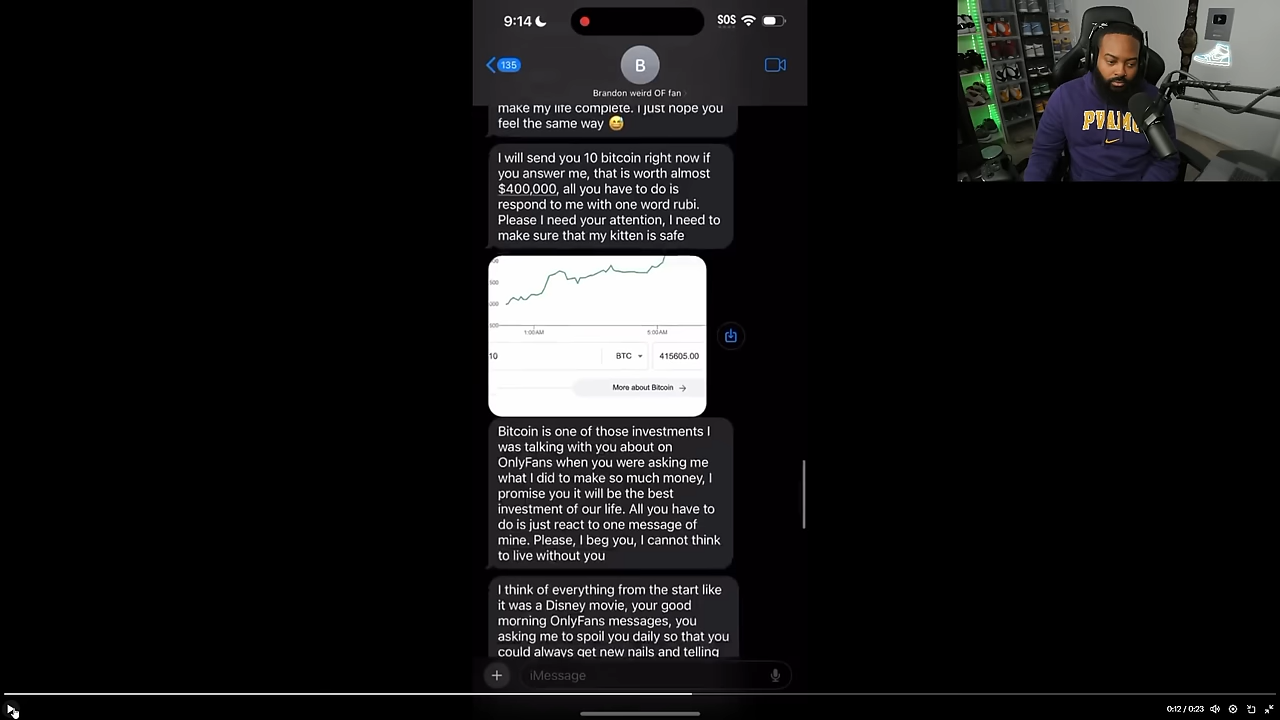 9:14
SOS
135
B
Brandon weird OF fan
make my life complete. I just hope you
feel the same way 😅
I will send you 10 bitcoin right now if
you answer me, that is worth almost
$400,000, all you have to do is
respond to me with one word rubi.
Please I need your attention, I need to
make sure that my kitten is safe
1:00AM
5:00AM
10
BTC
415605.00
More about Bitcoin →
Bitcoin is one of those investments I
was talking with you about on
OnlyFans when you were asking me
what I did to make so much money, I
promise you it will be the best
investment of our life. All you have to
do is just react to one message of
mine. Please, I beg you, I cannot think
to live without you
I think of everything from the start like
it was a Disney movie, your good
morning OnlyFans messages, you
asking me to spoil you daily so that you
could always get new nails and telling
iMessage
0:12 / 0:23